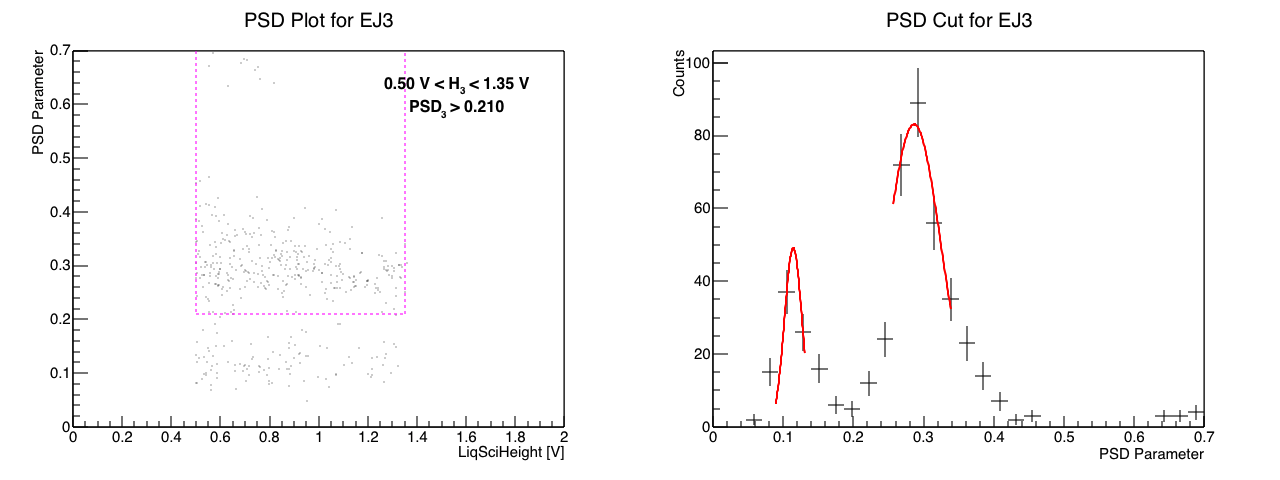 PSD Plot for EJ3
PSD Parameter
0.7
0.6
0.5
0.4
0.3
0.2
0.1
0
0.50 V < H3 < 1.35 V
PSD3 > 0.210
0 0.2 0.4 0.6 0.8 1 1.2 1.4 1.6 1.8 2
LiqSciHeight [V]
PSD Cut for EJ3
Counts
100
80
60
40
20
0
0 0.1 0.2 0.3 0.4 0.5 0.6 0.7
PSD Parameter